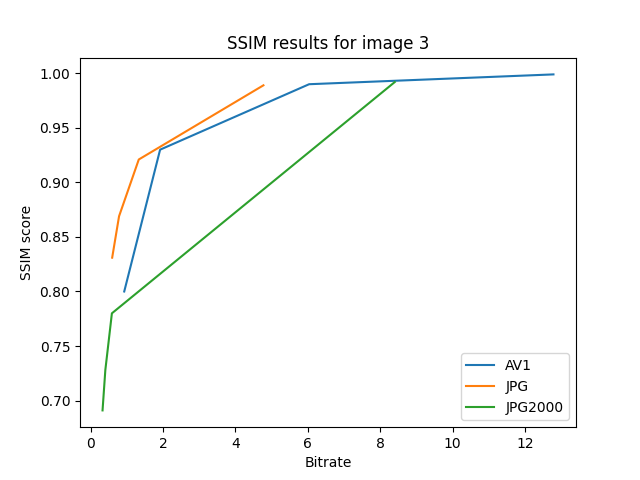 SSIM results for image 3
SSIM score
1.00
0.95
0.90
0.85
0.80
0.75
0.70
0 2 4 6 8 10 12
Bitrate
AV1
JPG
JPG2000